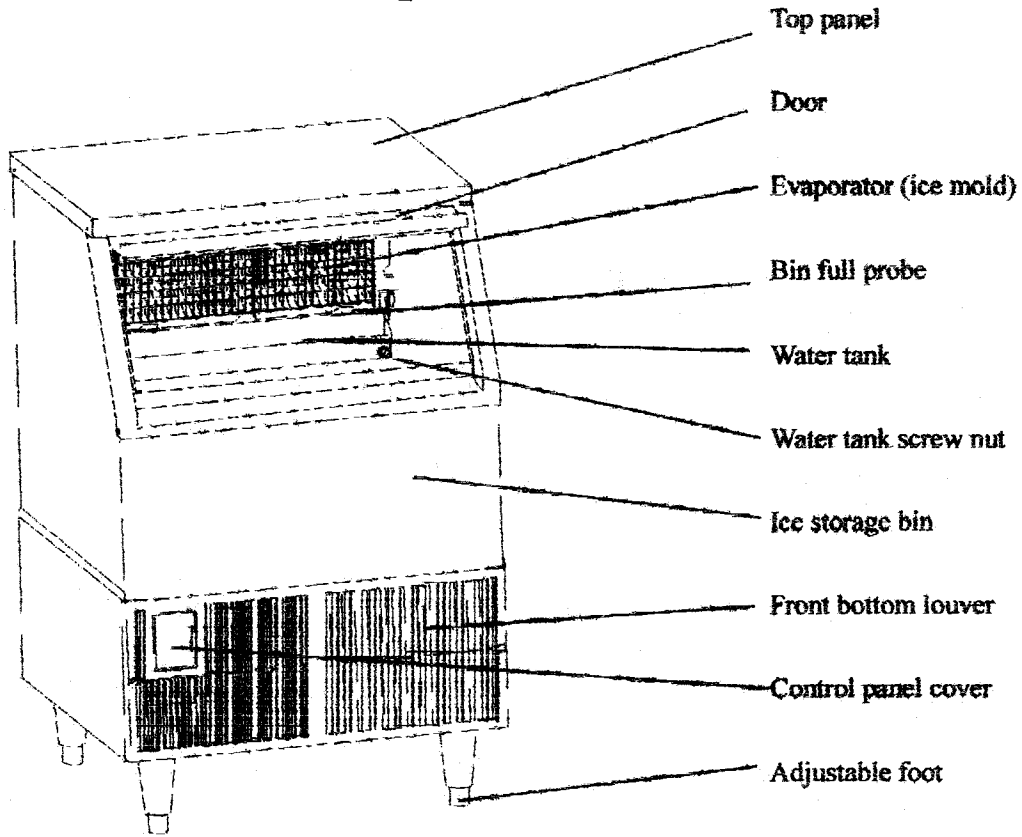 Top panel
Door
Evaporator (ice mold)
Bin full probe
Water tank
Water tank screw nut
Ice storage bin
Front bottom louver
Control panel cover
Adjustable foot